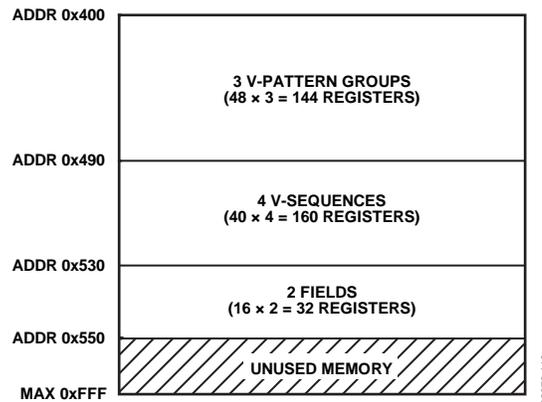 ADDR 0x400
3 V-PATTERN GROUPS
(48 × 3 = 144 REGISTERS)
ADDR 0x490
4 V-SEQUENCES
(40 × 4 = 160 REGISTERS)
ADDR 0x530
2 FIELDS
(16 × 2 = 32 REGISTERS)
ADDR 0x550
UNUSED MEMORY
MAX 0xFFF